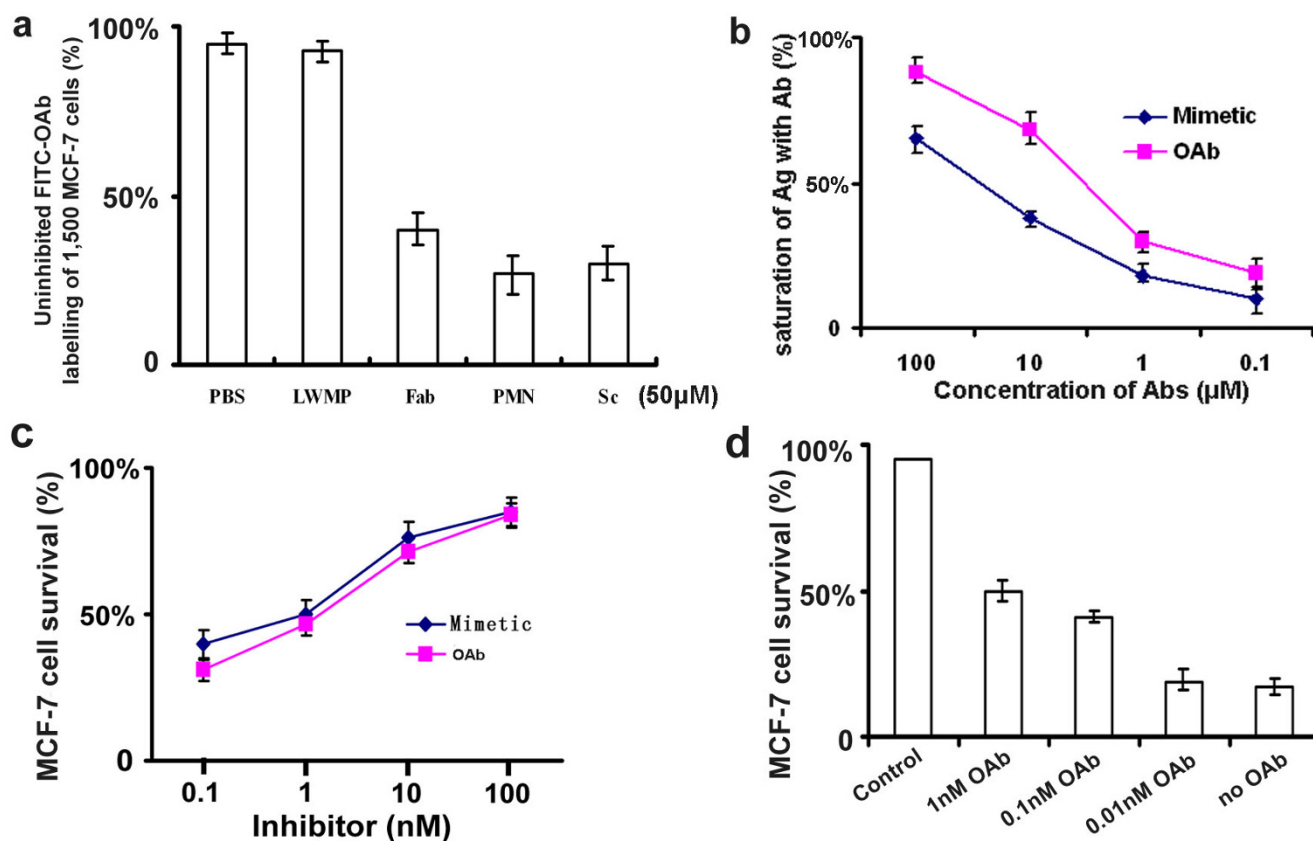 a
Uninhibited FITC-OAb
labelling of 1,500 MCF-7 cells (%)
100%
50%
0
PBS LWMP Fab PMN Sc (50μM)
b
saturation of Ag with Ab (%)
100%
50%
0
Mimetic
OAb
100 10 1 0.1
Concentration of Abs (μM)
c
MCF-7 cell survival (%)
100%
50%
0
Mimetic
OAb
0.1 1 10 100
Inhibitor (nM)
d
MCF-7 cell survival (%)
100%
50%
0
Control 1nM OAb 0.1nM OAb 0.01nM OAb no OAb